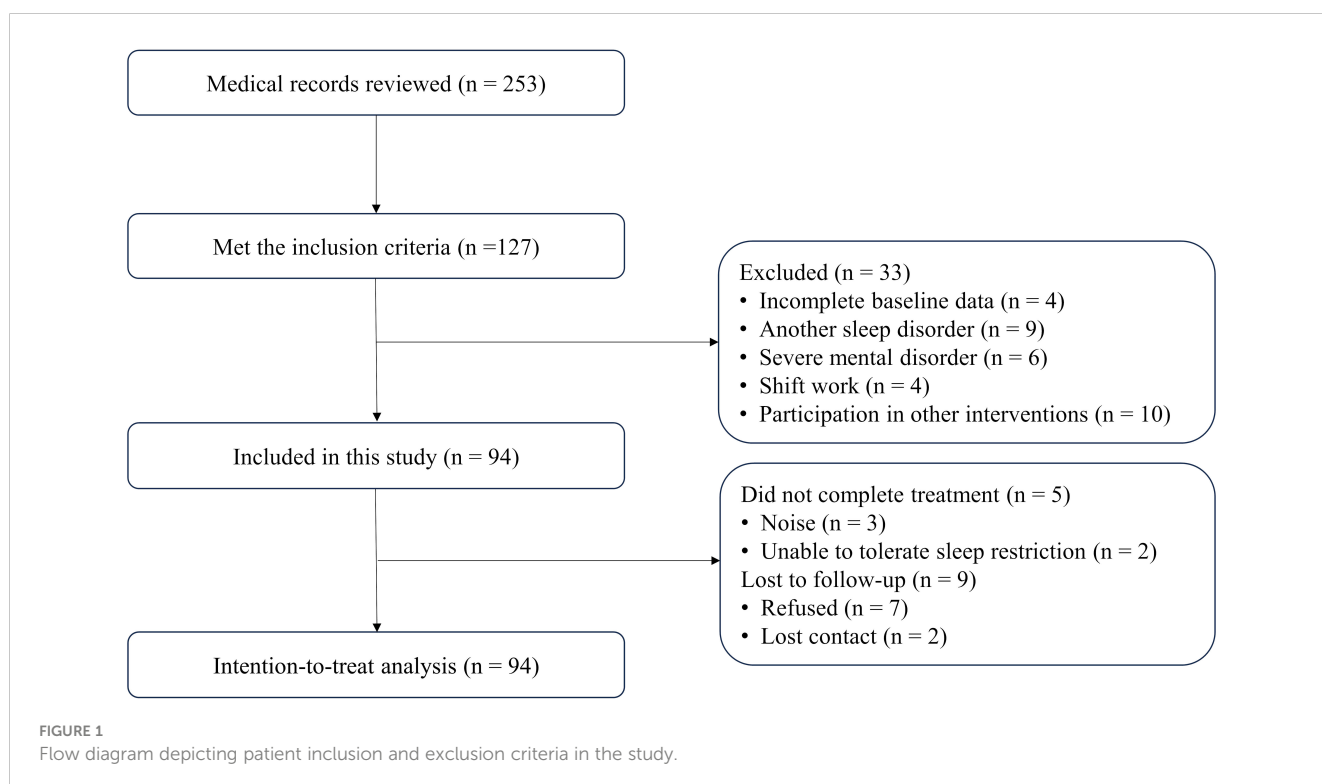 Medical records reviewed (n = 253)
Met the inclusion criteria (n =127)
Excluded (n = 33)
• Incomplete baseline data (n = 4)
• Another sleep disorder (n = 9)
• Severe mental disorder (n = 6)
• Shift work (n = 4)
• Participation in other interventions (n = 10)
Included in this study (n = 94)
Did not complete treatment (n = 5)
• Noise (n = 3)
• Unable to tolerate sleep restriction (n = 2)
Lost to follow-up (n = 9)
• Refused (n = 7)
• Lost contact (n = 2)
Intention-to-treat analysis (n = 94)
FIGURE 1
Flow diagram depicting patient inclusion and exclusion criteria in the study.